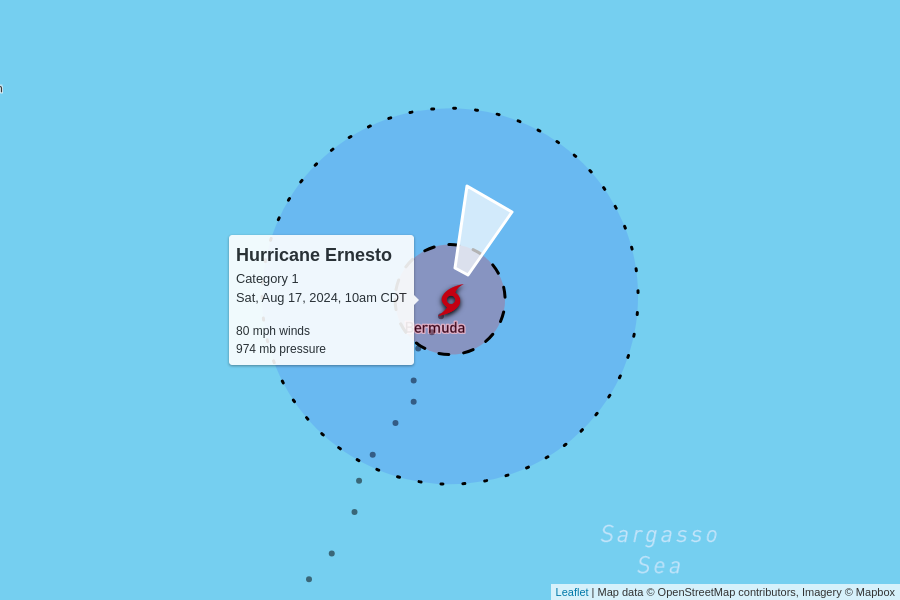 Hurricane Ernesto
Category 1
Sat, Aug 17, 2024, 10am CDT
80 mph winds
974 mb pressure
Bermuda
Sargasso
Sea
Leaflet | Map data © OpenStreetMap contributors, Imagery © Mapbox